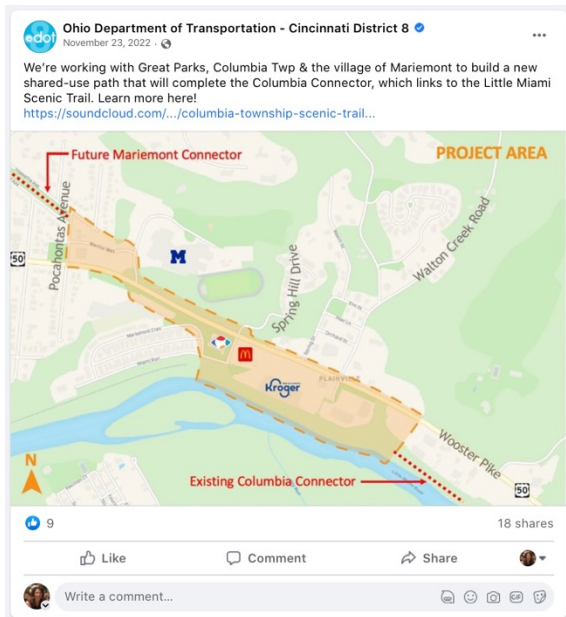 Ohio Department of Transportation - Cincinnati District 8
November 23, 2022 ·
We're working with Great Parks, Columbia Twp & the village of Mariemont to build a new
shared-use path that will complete the Columbia Connector, which links to the Little Miami
Scenic Trail. Learn more here!
https://soundcloud.com/.../columbia-township-scenic-trail...
Future Mariemont Connector
PROJECT AREA
Pocahontas Avenue
50
M
Spring Hill Drive
Walton Creek Road
Kroger
PLAINVILLE
Wooster Pike
N
Existing Columbia Connector
50
9
18 shares
Like
Comment
Share
Write a comment...
GIF